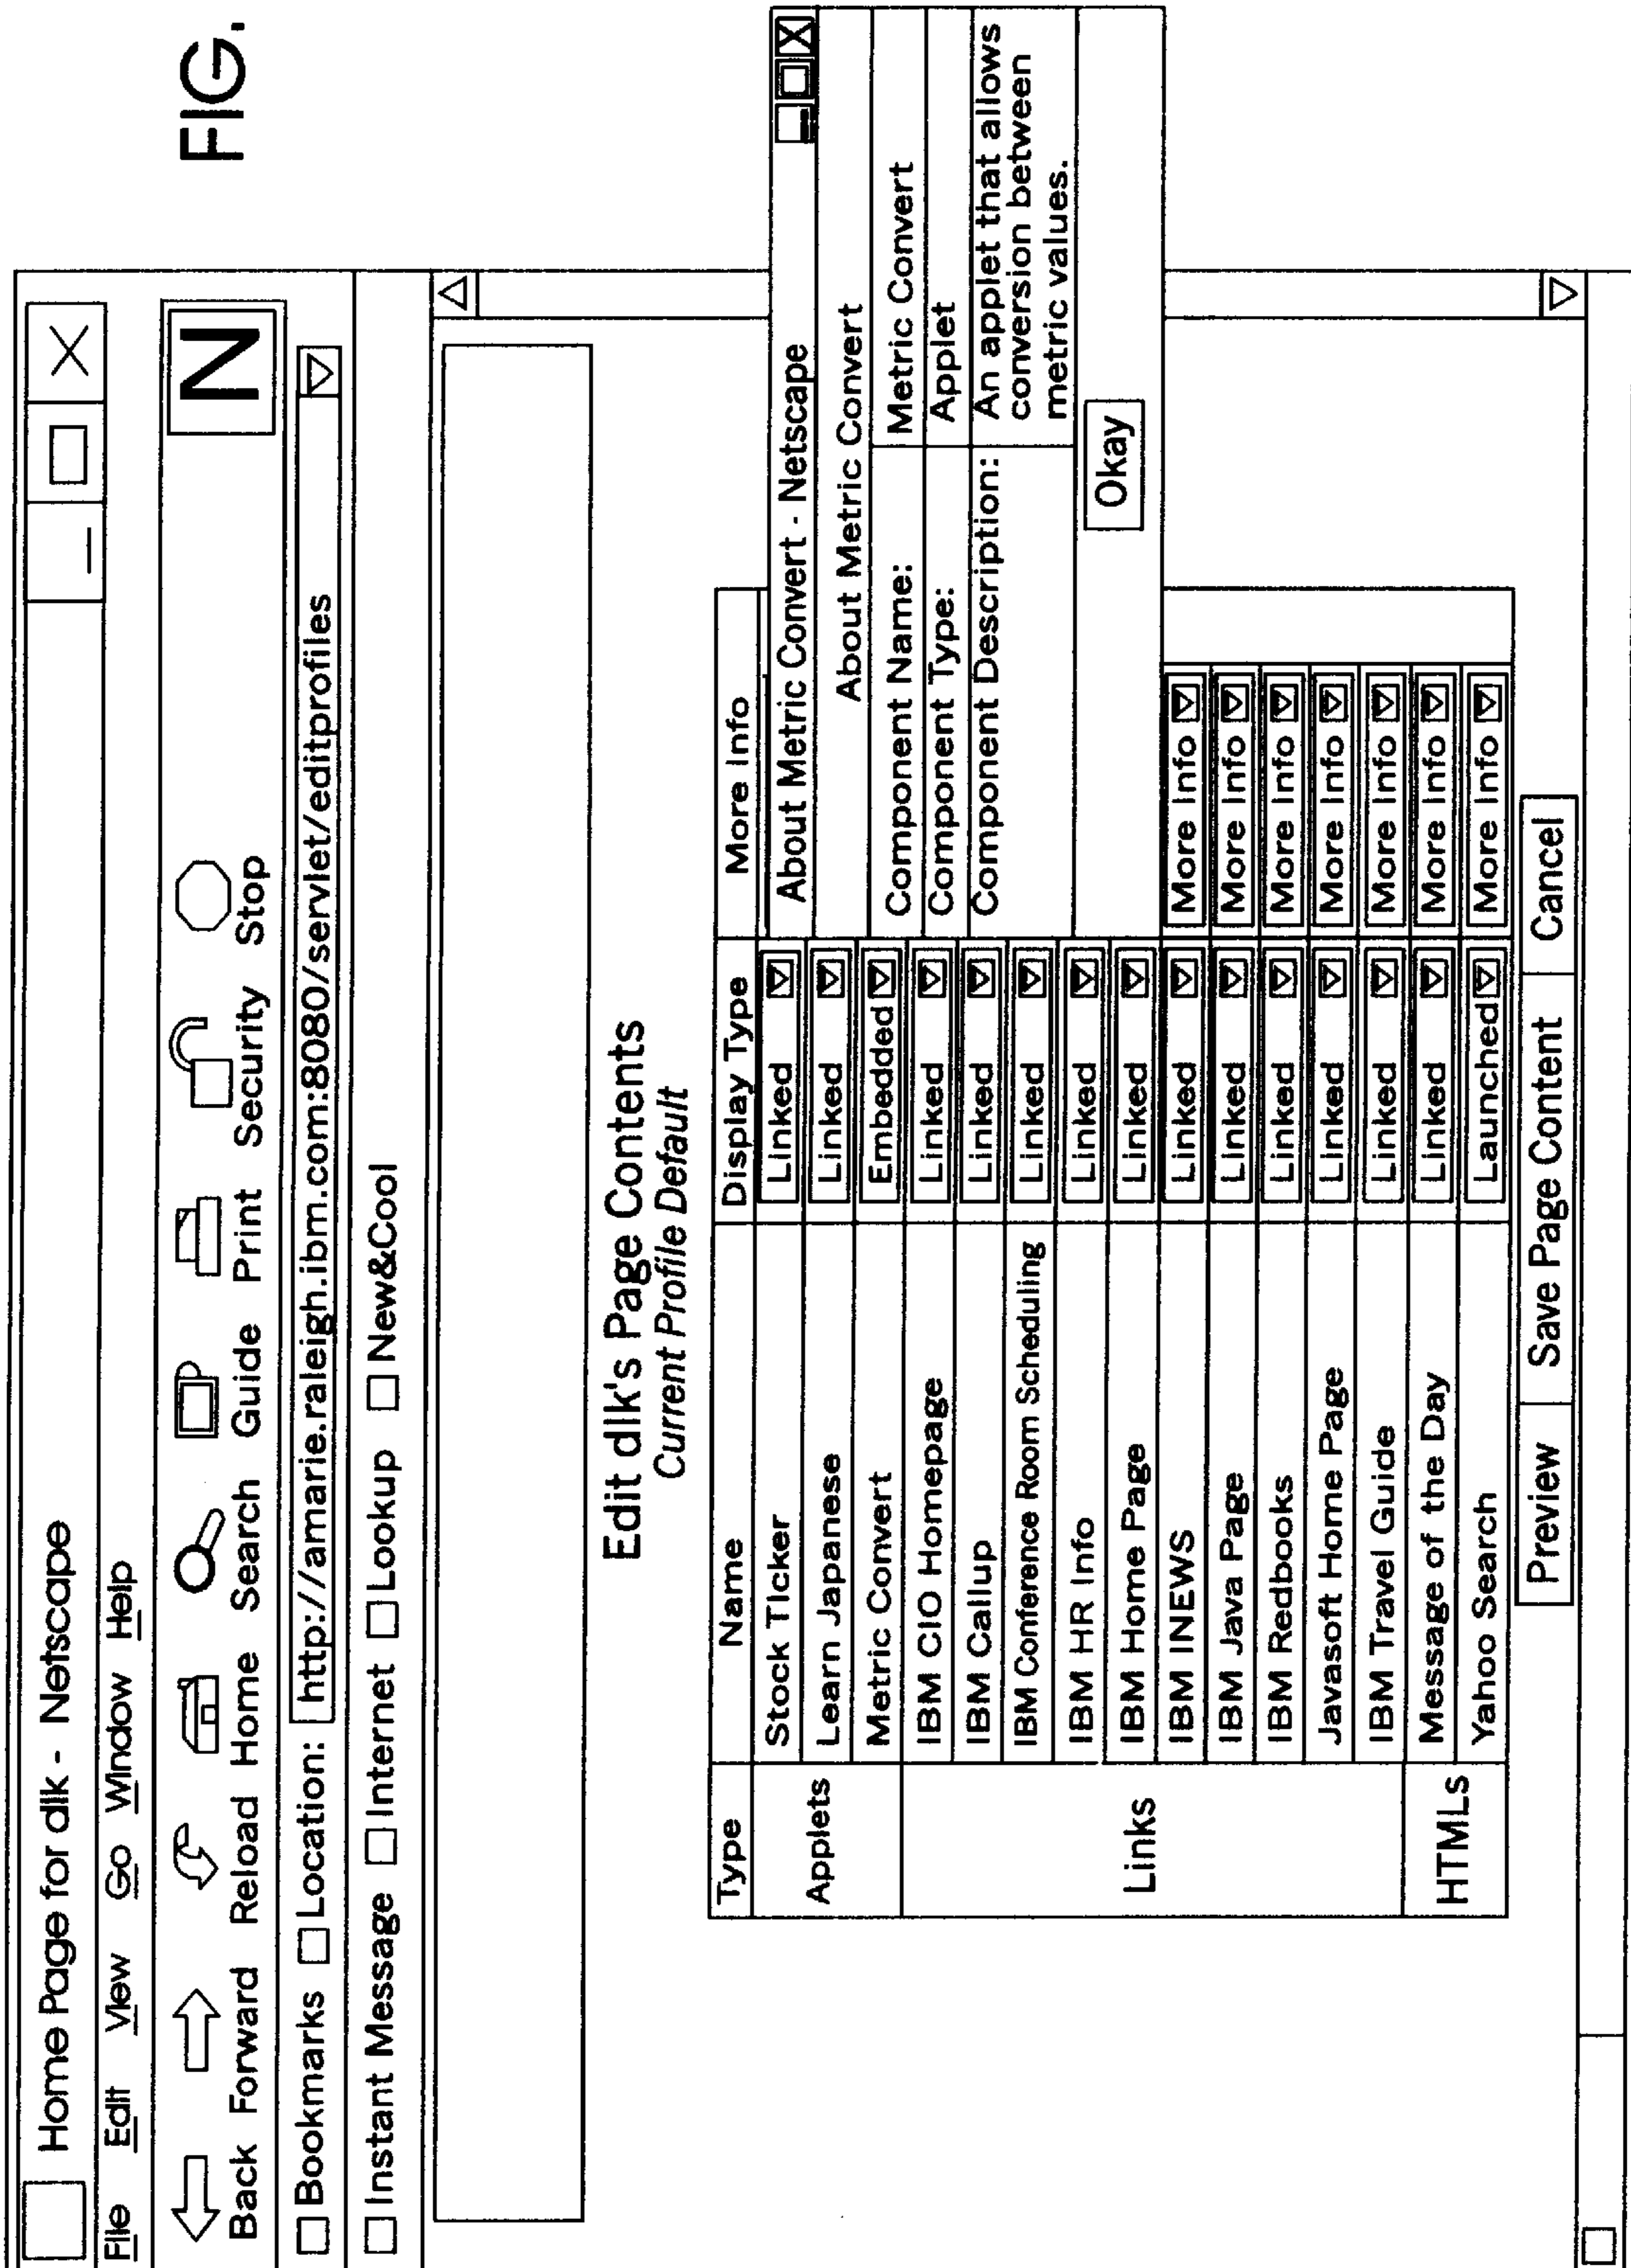 FIG.
Home Page for dlk - Netscape
File Edit View Go Window Help
N
Back Forward Reload Home Search Guide Print Security Stop
Bookmarks Location: http://amarie.raleigh.ibm.com:8080/servlet/editprofiles
Instant Message Internet Lookup New&Cool
Edit dlk's Page Contents
Current Profile Default
Type Name Display Type More Info
Applets
Stock Ticker Linked
Learn Japanese Linked
Metric Convert Embedded
Links
IBM CIO Homepage Linked
IBM Callup Linked
IBM Conference Room Scheduling Linked
IBM HR Info Linked
IBM Home Page Linked
IBM INEWS Linked More Info
IBM Java Page Linked More Info
IBM Redbooks Linked More Info
Javasoft Home Page Linked More Info
IBM Travel Guide Linked More Info
HTMLs
Message of the Day Linked More Info
Yahoo Search Launched More Info
Preview Save Page Content Cancel
About Metric Convert - Netscape
About Metric Convert
Component Name: Metric Convert
Component Type: Applet
Component Description: An applet that allows
conversion between
metric values.
Okay